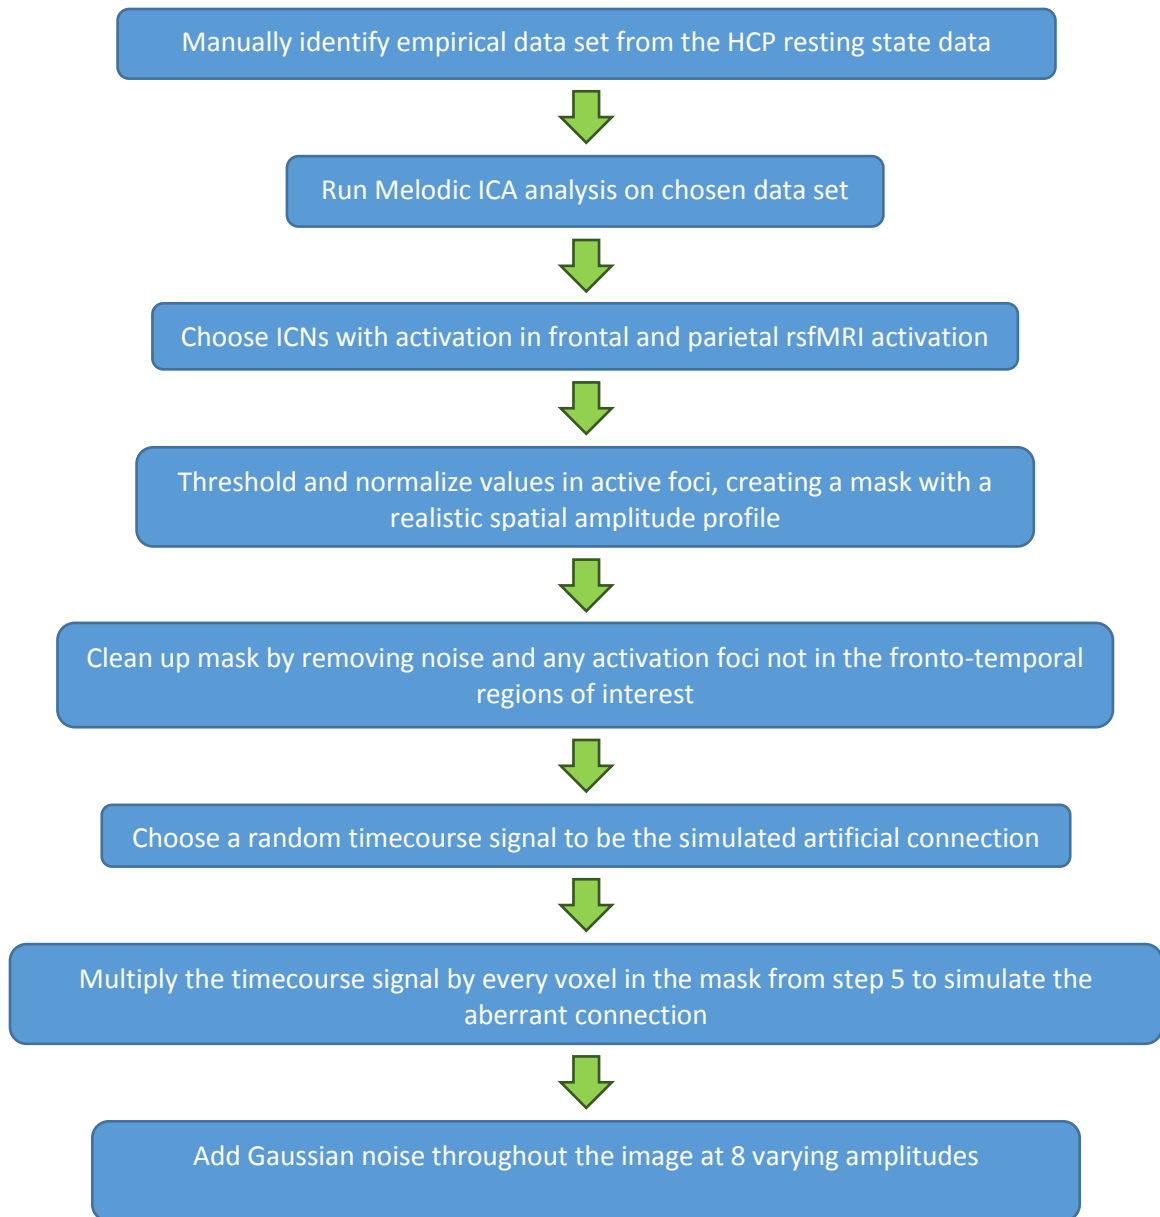 Manually identify empirical data set from the HCP resting state data
Run Melodic ICA analysis on chosen data set
Choose ICNs with activation in frontal and parietal rsfMRI activation
Threshold and normalize values in active foci, creating a mask with a
realistic spatial amplitude profile
Clean up mask by removing noise and any activation foci not in the fronto-temporal
regions of interest
Choose a random timecourse signal to be the simulated artificial connection
Multiply the timecourse signal by every voxel in the mask from step 5 to simulate the
aberrant connection
Add Gaussian noise throughout the image at 8 varying amplitudes